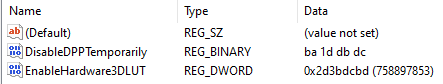 Name Type Data
(Default) REG_SZ (value not set)
DisableDPPTemporarily REG_BINARY ba 1d db dc
EnableHardware3DLUT REG_DWORD 0x2d3bdcbd (758897853)